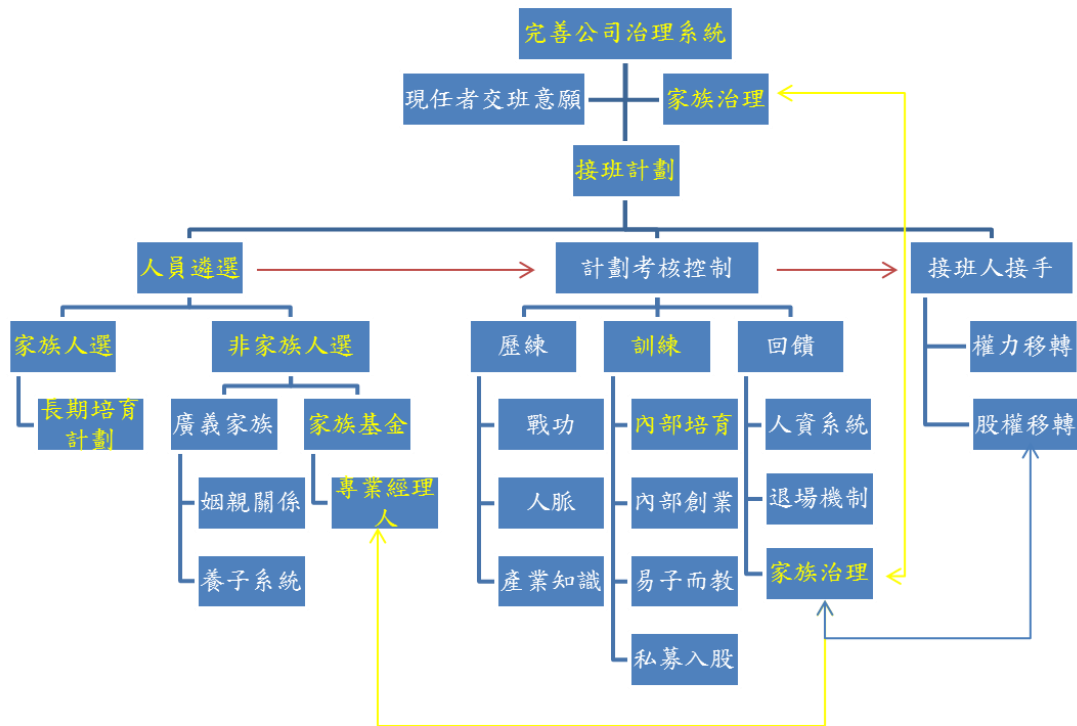 完善公司治理系統
現任者交班意願
家族治理
接班計劃
人員遴選
計劃考核控制
接班人接手
家族人選
非家族人選
歷練
訓練
回饋
權力移轉
長期培育
計劃
廣義家族
家族基金
戰功
內部培育
人資系統
股權移轉
姻親關係
專業經理
人
人脈
內部創業
退場機制
養子系統
產業知識
易子而教
家族治理
私募入股